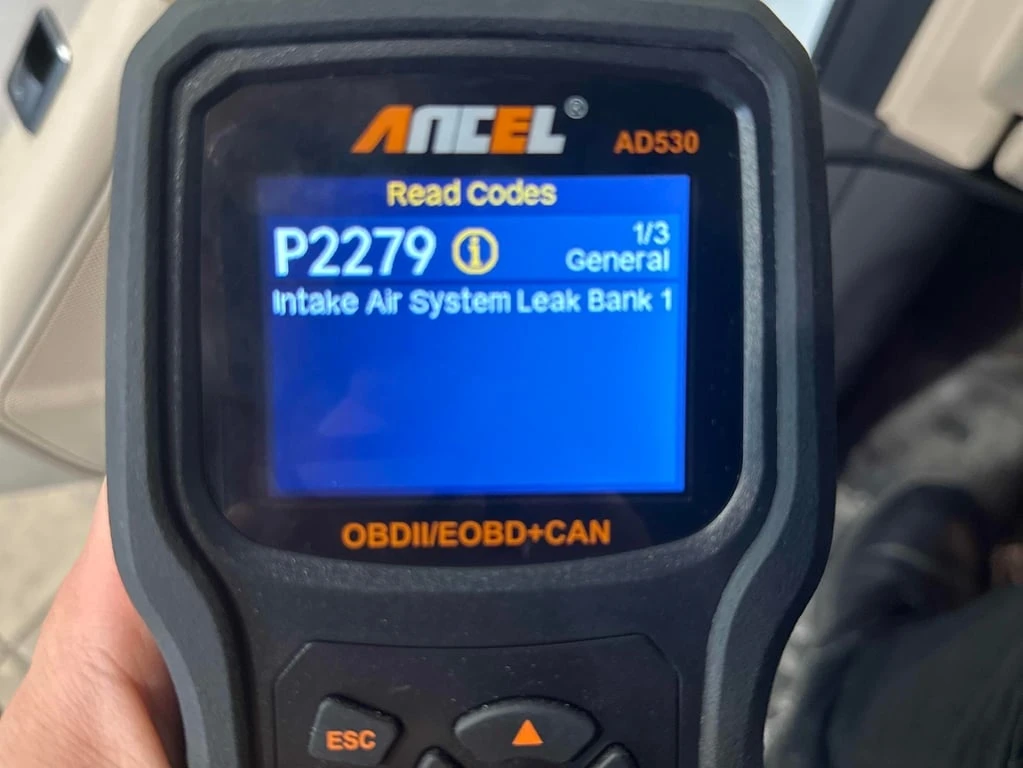 ANCEL®
AD530
Read Codes
P2279
1/3
General
Intake Air System Leak Bank 1
OBDII/EOBD+CAN
ESC